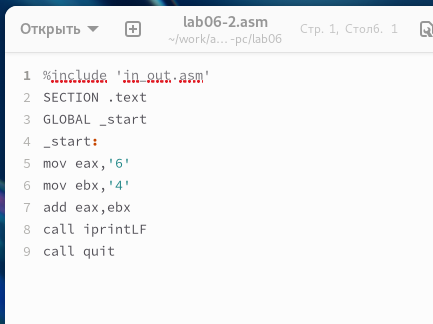 Открыть
lab06-2.asm
~/work/a... -pc/lab06
Стр. 1, Столб. 1
1 %include 'in_out.asm'
2 SECTION .text
3 GLOBAL _start
4 _start:
5 mov eax,'6'
6 mov ebx,'4'
7 add eax,ebx
8 call iprintLF
9 call quit